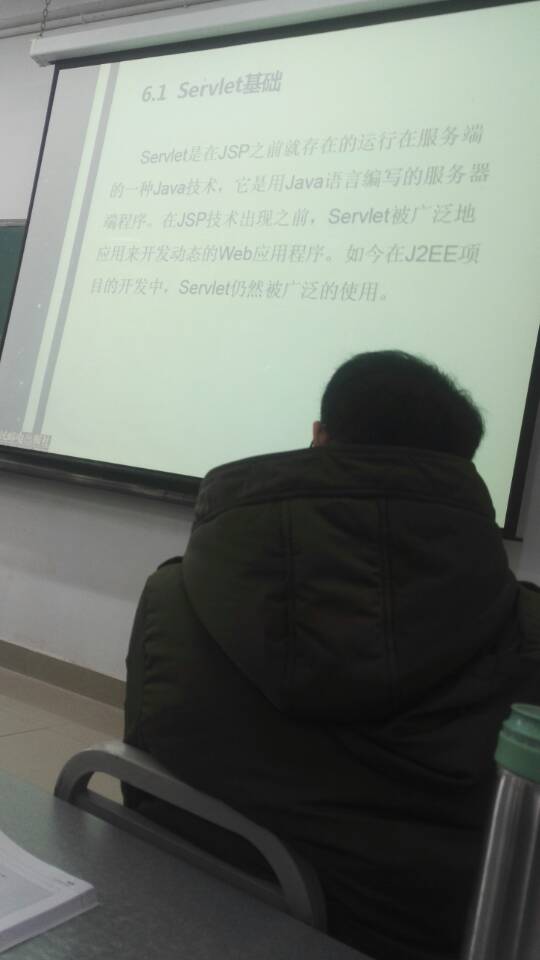 6.1 Servlet基础
Servlet是在JSP之前就存在的运行在服务端
的一种Java技术，它是用Java语言编写的服务器
端程序。在JSP技术出现之前，Servlet被广泛地
应用来开发动态的Web应用程序。如今在J2EE项
目的开发中，Servlet仍然被广泛的使用。